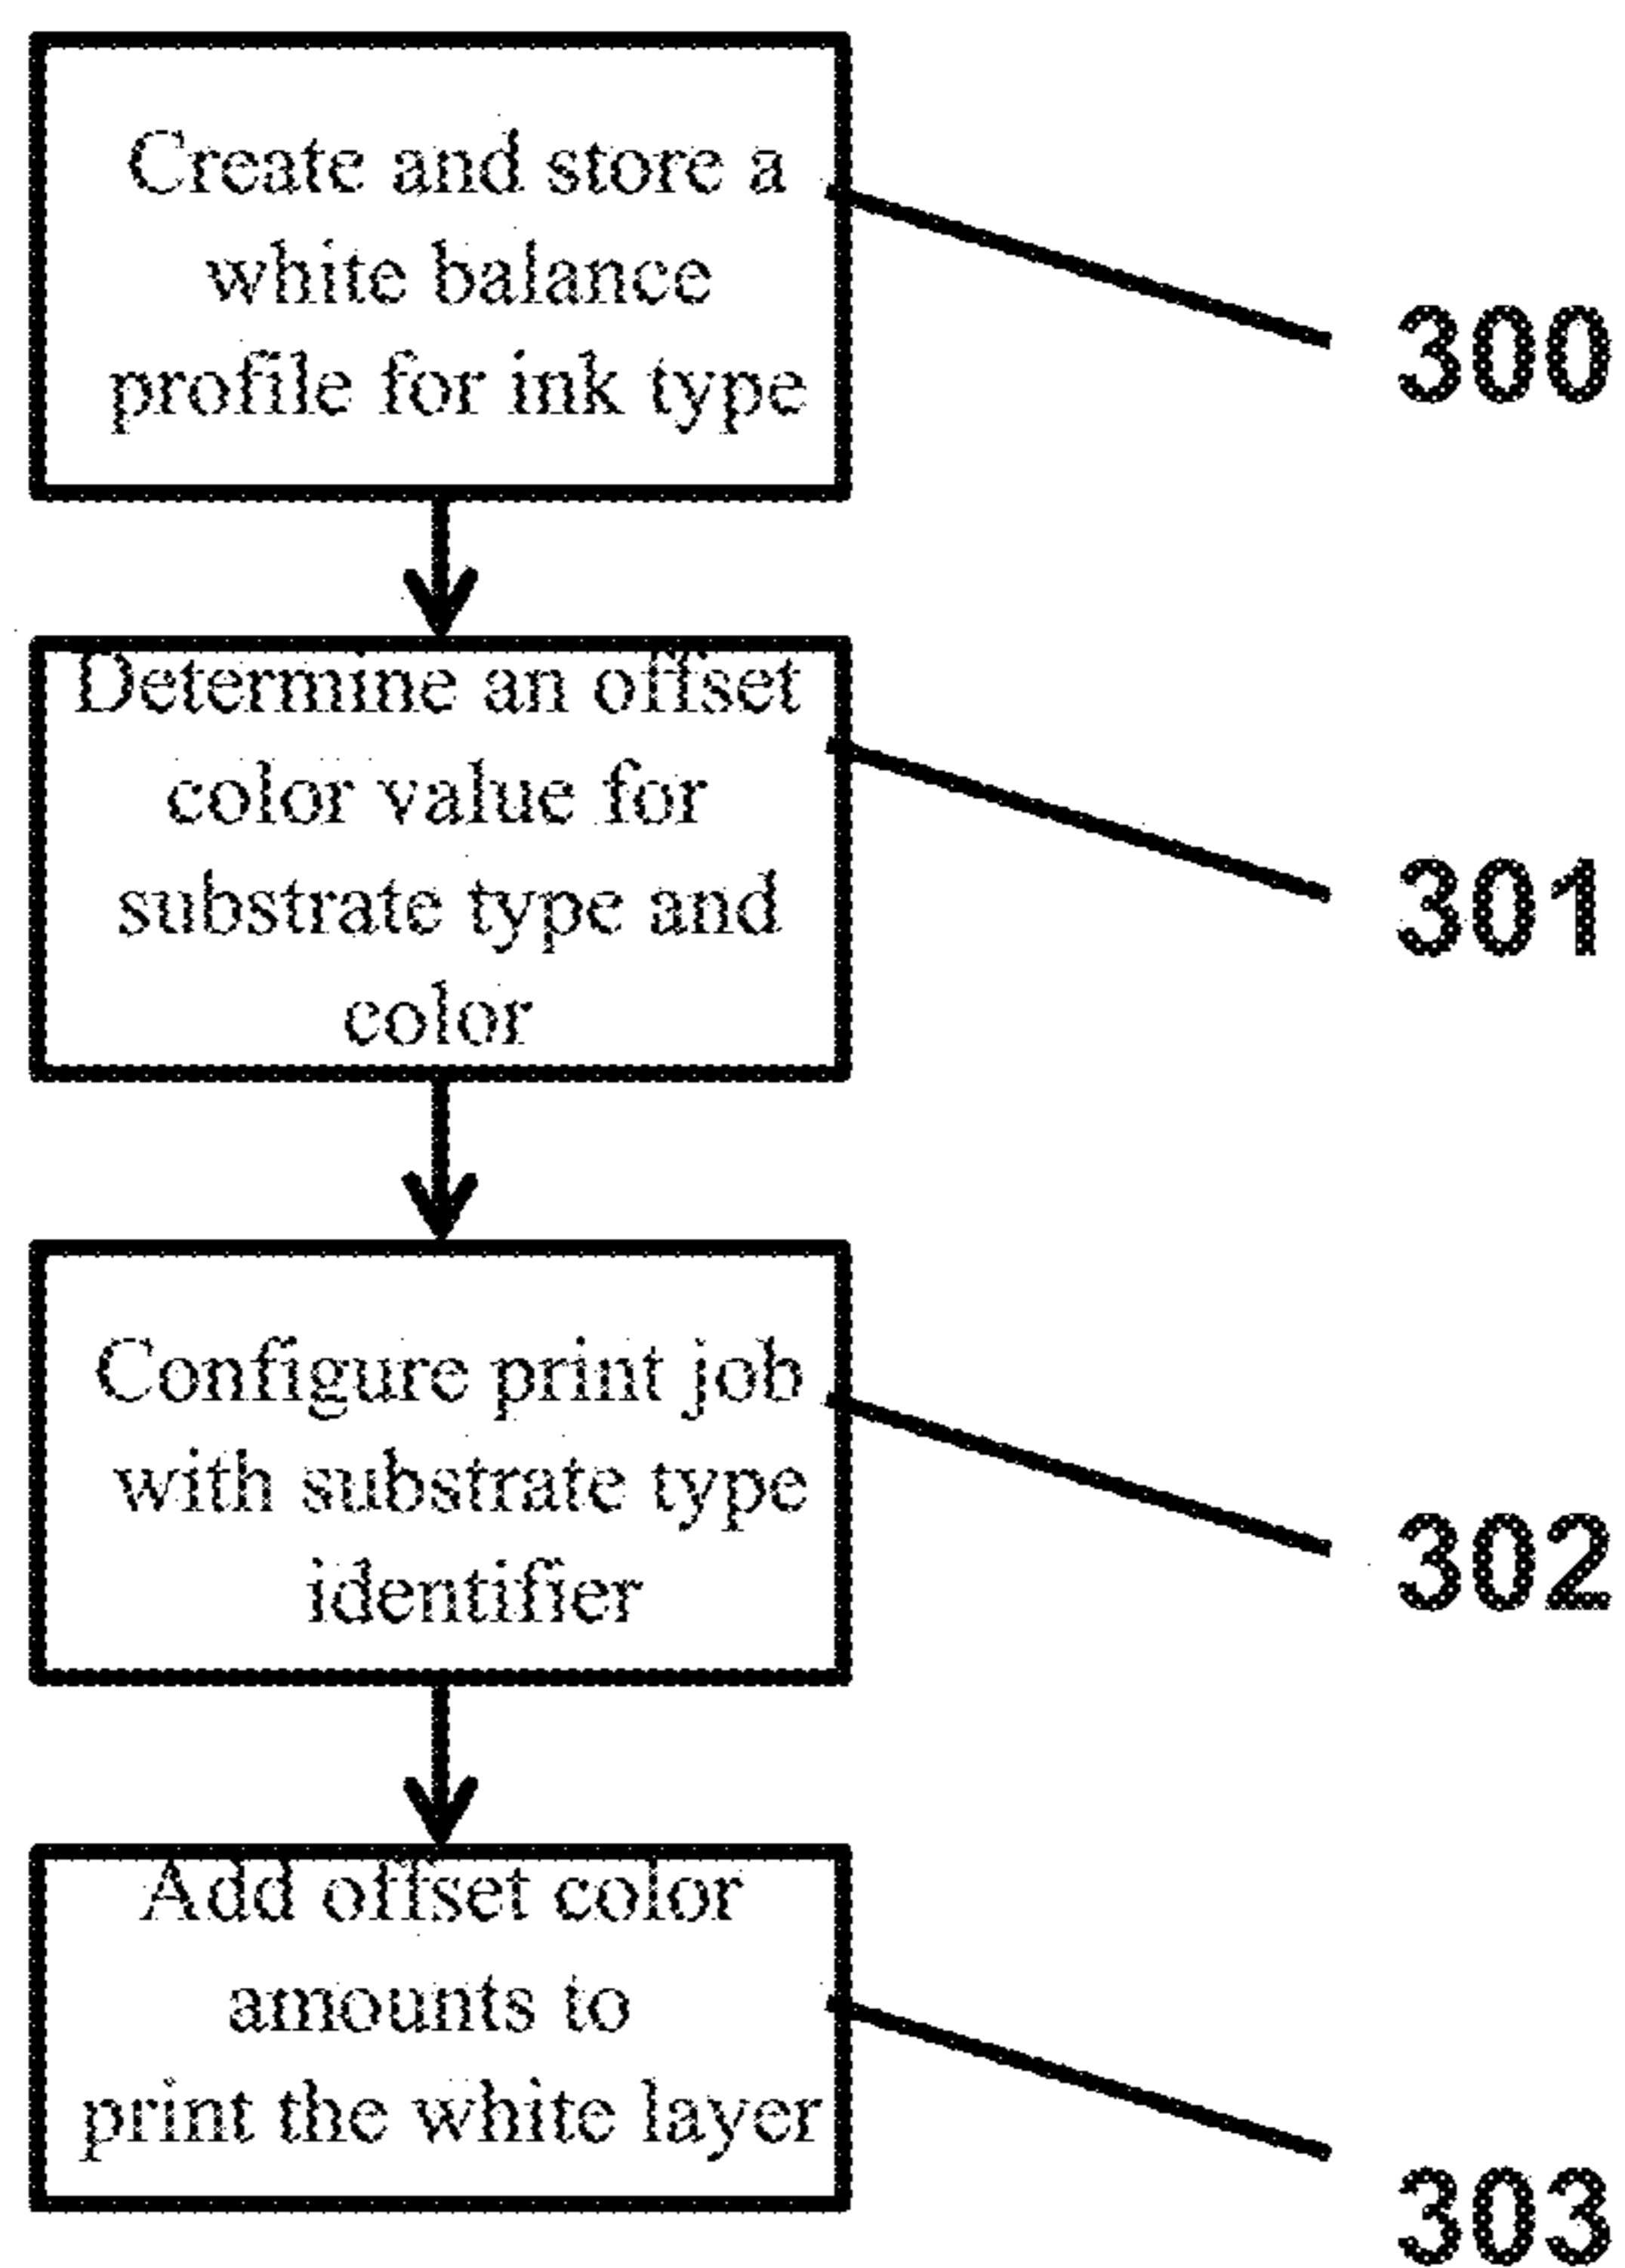 Create and store a
white balance
profile for ink type
300
Determine an offset
color value for
substrate type and
color
301
Configure print job
with substrate type
identifier
302
Add offset color
amounts to
print the white layer
303